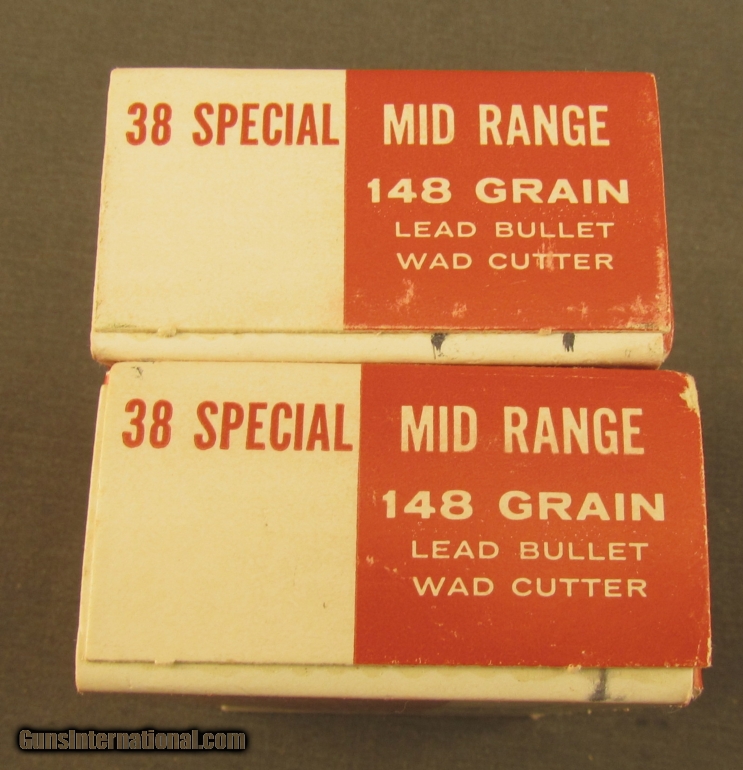 38 SPECIAL MID RANGE
148 GRAIN
LEAD BULLET
WAD CUTTER
38 SPECIAL MID RANGE
148 GRAIN
LEAD BULLET
WAD CUTTER
GunsInternational.com